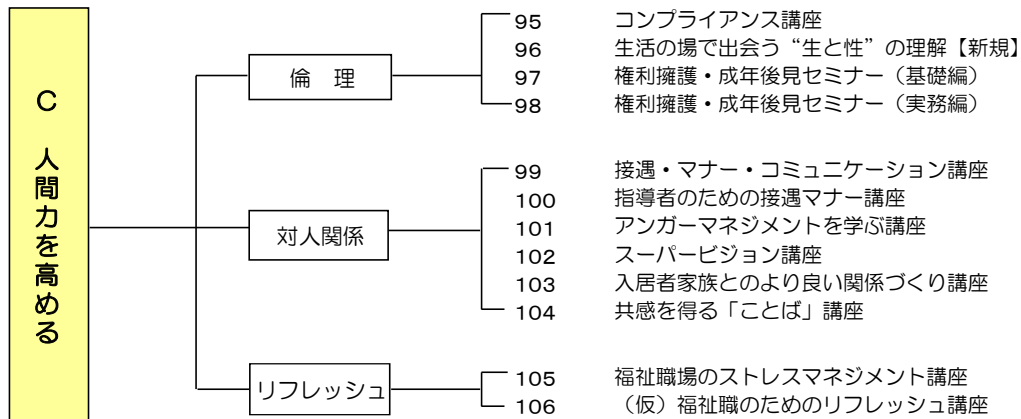 C 人間力を高める
倫 理
95 コンプライアンス講座
96 生活の場で出会う“生と性”の理解【新規】
97 権利擁護・成年後見セミナー（基礎編）
98 権利擁護・成年後見セミナー（実務編）
対人関係
99 接遇・マナー・コミュニケーション講座
100 指導者のための接遇マナー講座
101 アンガーマネジメントを学ぶ講座
102 スーパービジョン講座
103 入居者家族とのより良い関係づくり講座
104 共感を得る「ことば」講座
リフレッシュ
105 福祉職場のストレスマネジメント講座
106 （仮）福祉職のためのリフレッシュ講座